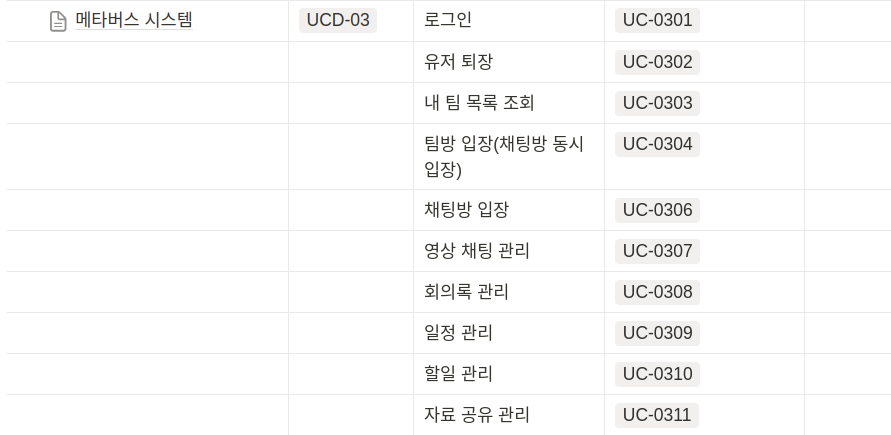 메타버스 시스템 UCD-03 로그인 UC-0301
유저 퇴장 UC-0302
내 팀 목록 조회 UC-0303
팀방 입장(채팅방 동시 UC-0304
입장)
채팅방 입장 UC-0306
영상 채팅 관리 UC-0307
회의록 관리 UC-0308
일정 관리 UC-0309
할일 관리 UC-0310
자료 공유 관리 UC-0311